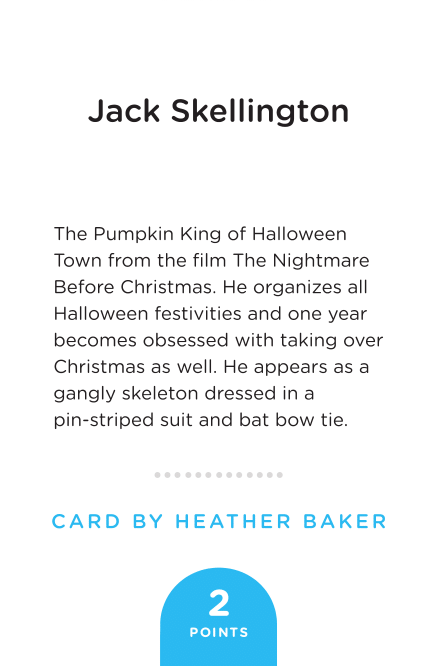 Jack Skellington
The Pumpkin King of Halloween
Town from the film The Nightmare
Before Christmas. He organizes all
Halloween festivities and one year
becomes obsessed with taking over
Christmas as well. He appears as a
gangly skeleton dressed in a
pin-striped suit and bat bow tie.
CARD BY HEATHER BAKER
2
POINTS